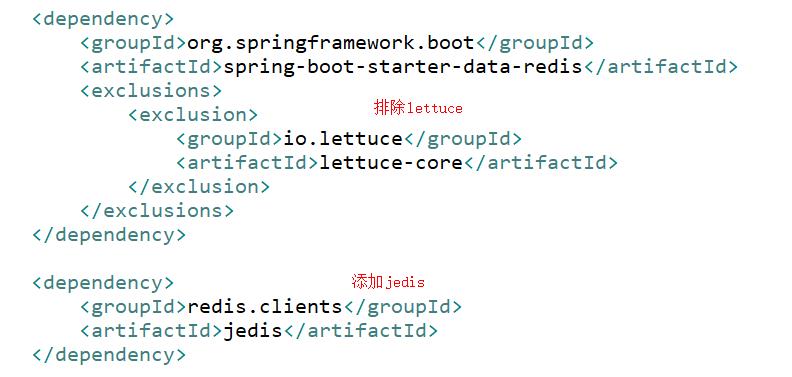 <dependency>
<groupId>org.springframework.boot</groupId>
<artifactId>spring-boot-starter-data-redis</artifactId>
<exclusions>
<exclusion>
排除lettuce
<groupId>io.lettuce</groupId>
<artifactId>lettuce-core</artifactId>
</exclusion>
</exclusions>
</dependency>
<dependency>
添加jedis
<groupId>redis.clients</groupId>
<artifactId>jedis</artifactId>
</dependency>